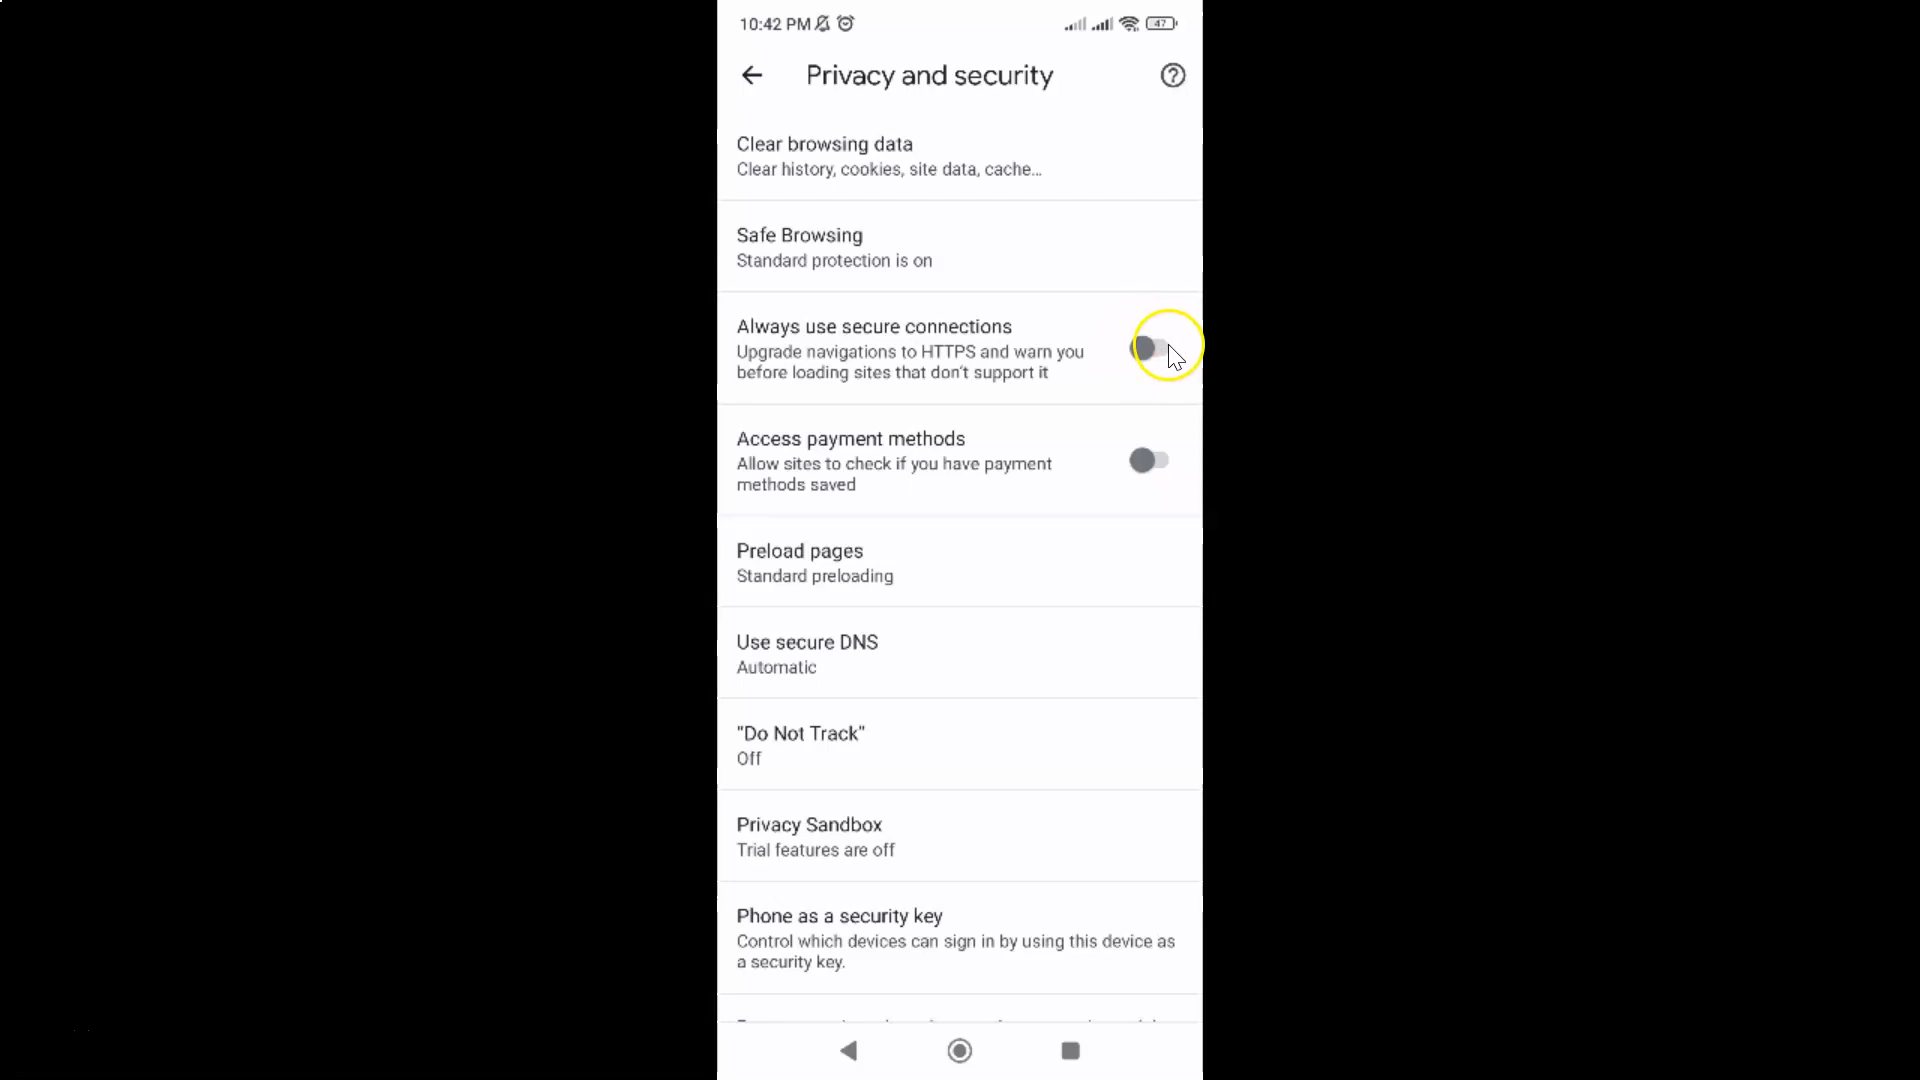 10:42 PM 47
Privacy and security
Clear browsing data
Clear history, cookies, site data, cache...
Safe Browsing
Standard protection is on
Always use secure connections
Upgrade navigations to HTTPS and warn you
before loading sites that don't support it
Access payment methods
Allow sites to check if you have payment
methods saved
Preload pages
Standard preloading
Use secure DNS
Automatic
"Do Not Track"
Off
Privacy Sandbox
Trial features are off
Phone as a security key
Control which devices can sign in by using this device as
a security key.